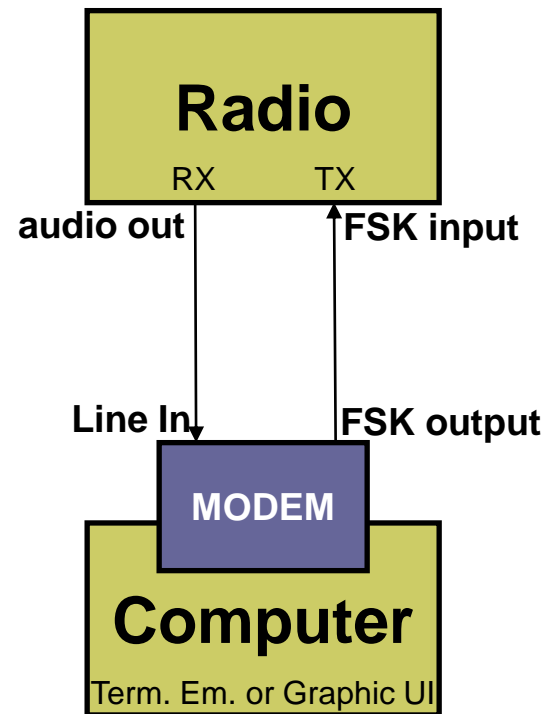 Radio
RX TX
audio out FSK input
Line In FSK output
MODEM
Computer
Term. Em. or Graphic UI